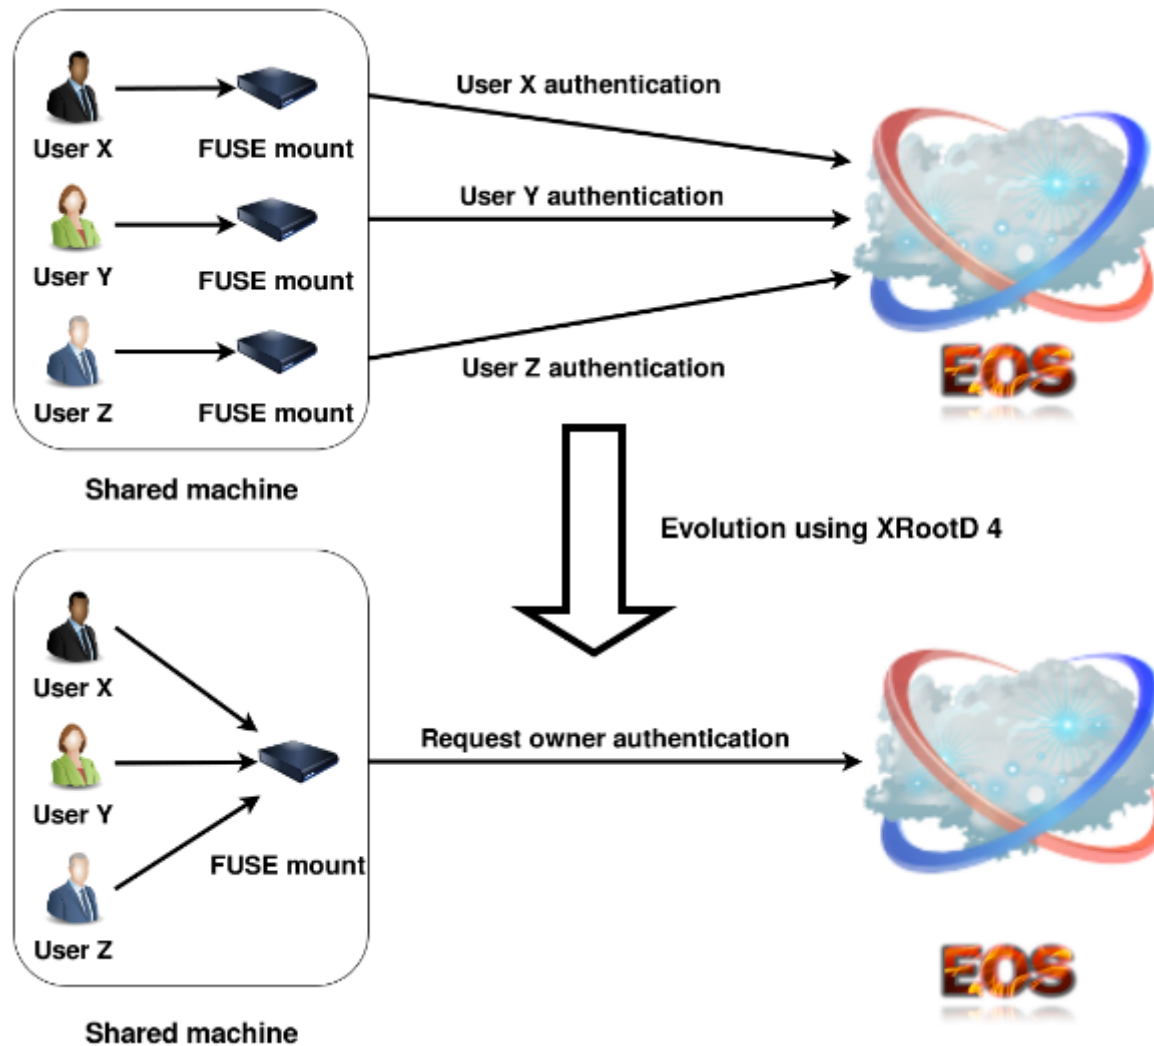 User X
FUSE mount
User X authentication
User Y
FUSE mount
User Y authentication
User Z
FUSE mount
User Z authentication
EOS
Shared machine
Evolution using XRootD 4
User X
User Y
FUSE mount
Request owner authentication
User Z
EOS
Shared machine